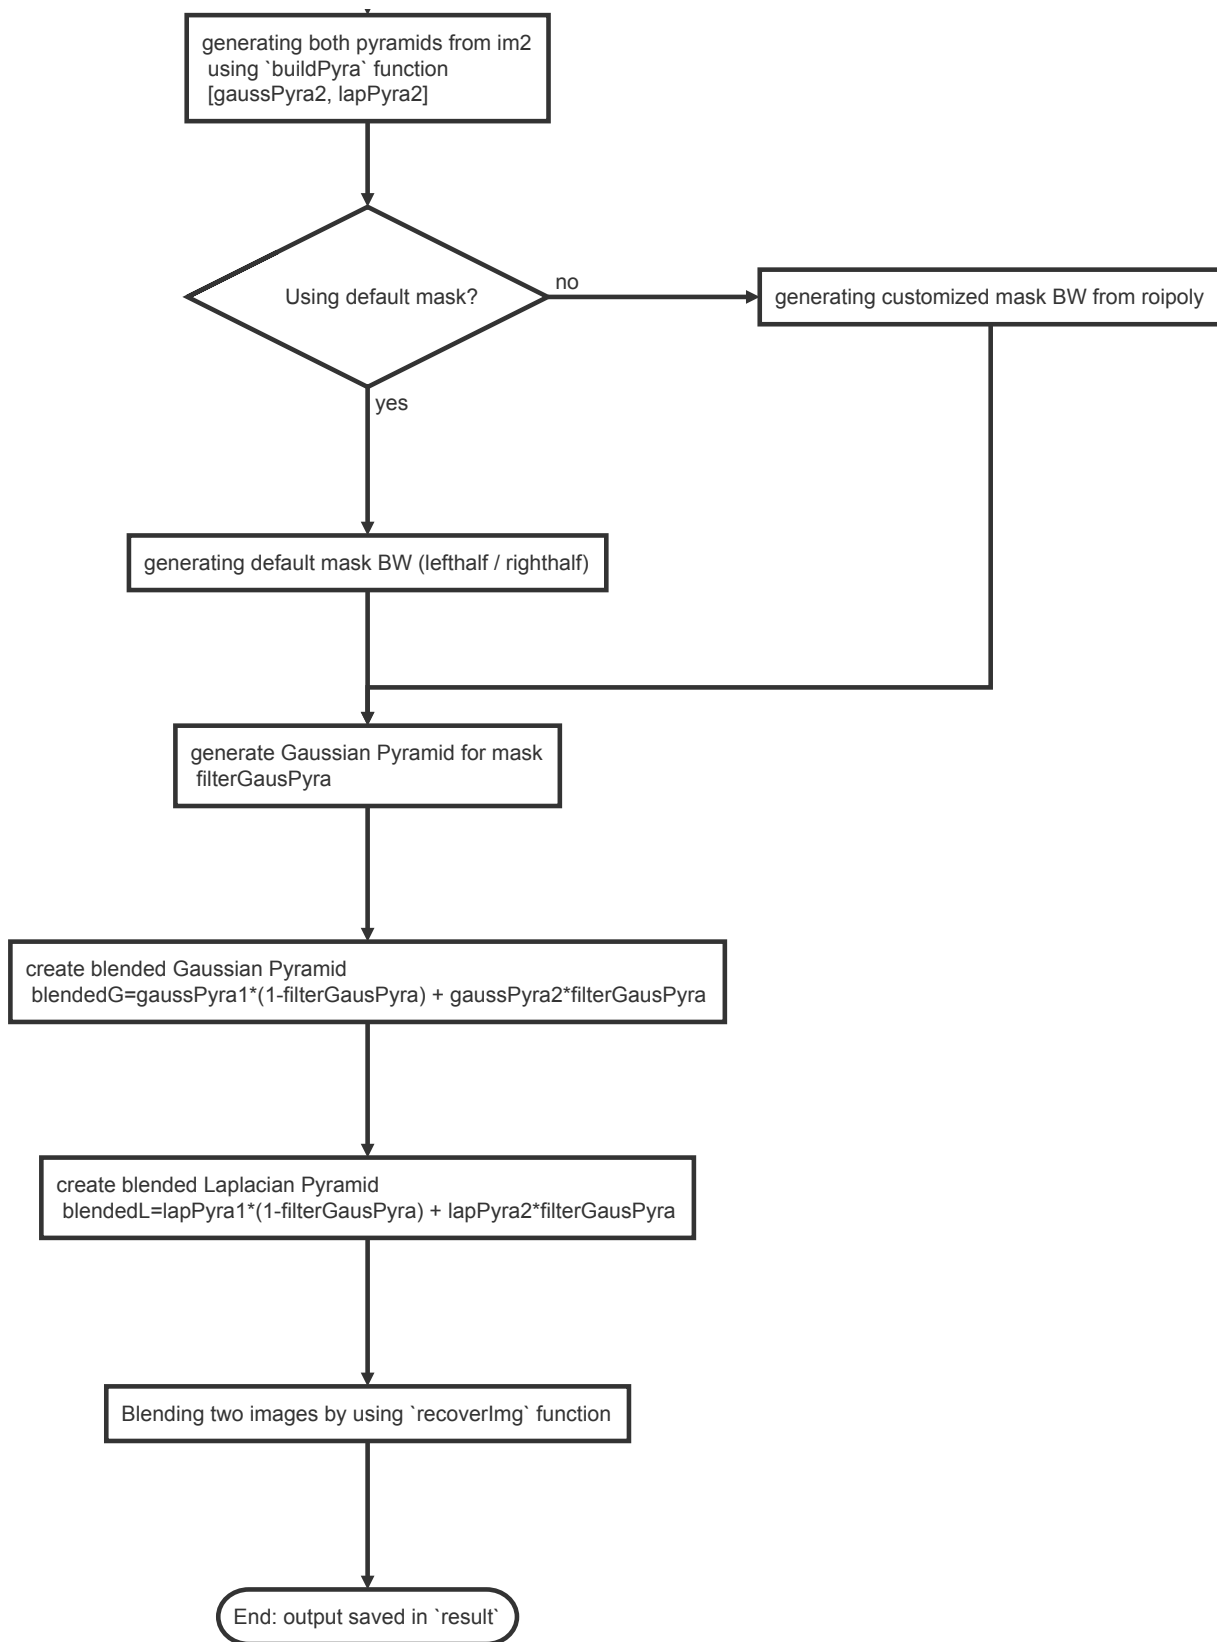 generating both pyramids from im2
using `buildPyra` function
[gaussPyra2, lapPyra2]
Using default mask?
no
generating customized mask BW from roipoly
yes
generating default mask BW (lefthalf / righthalf)
generate Gaussian Pyramid for mask
filterGausPyra
create blended Gaussian Pyramid
blendedG=gaussPyra1*(1-filterGausPyra) + gaussPyra2*filterGausPyra
create blended Laplacian Pyramid
blendedL=lapPyra1*(1-filterGausPyra) + lapPyra2*filterGausPyra
Blending two images by using `recoverImg` function
End: output saved in `result`